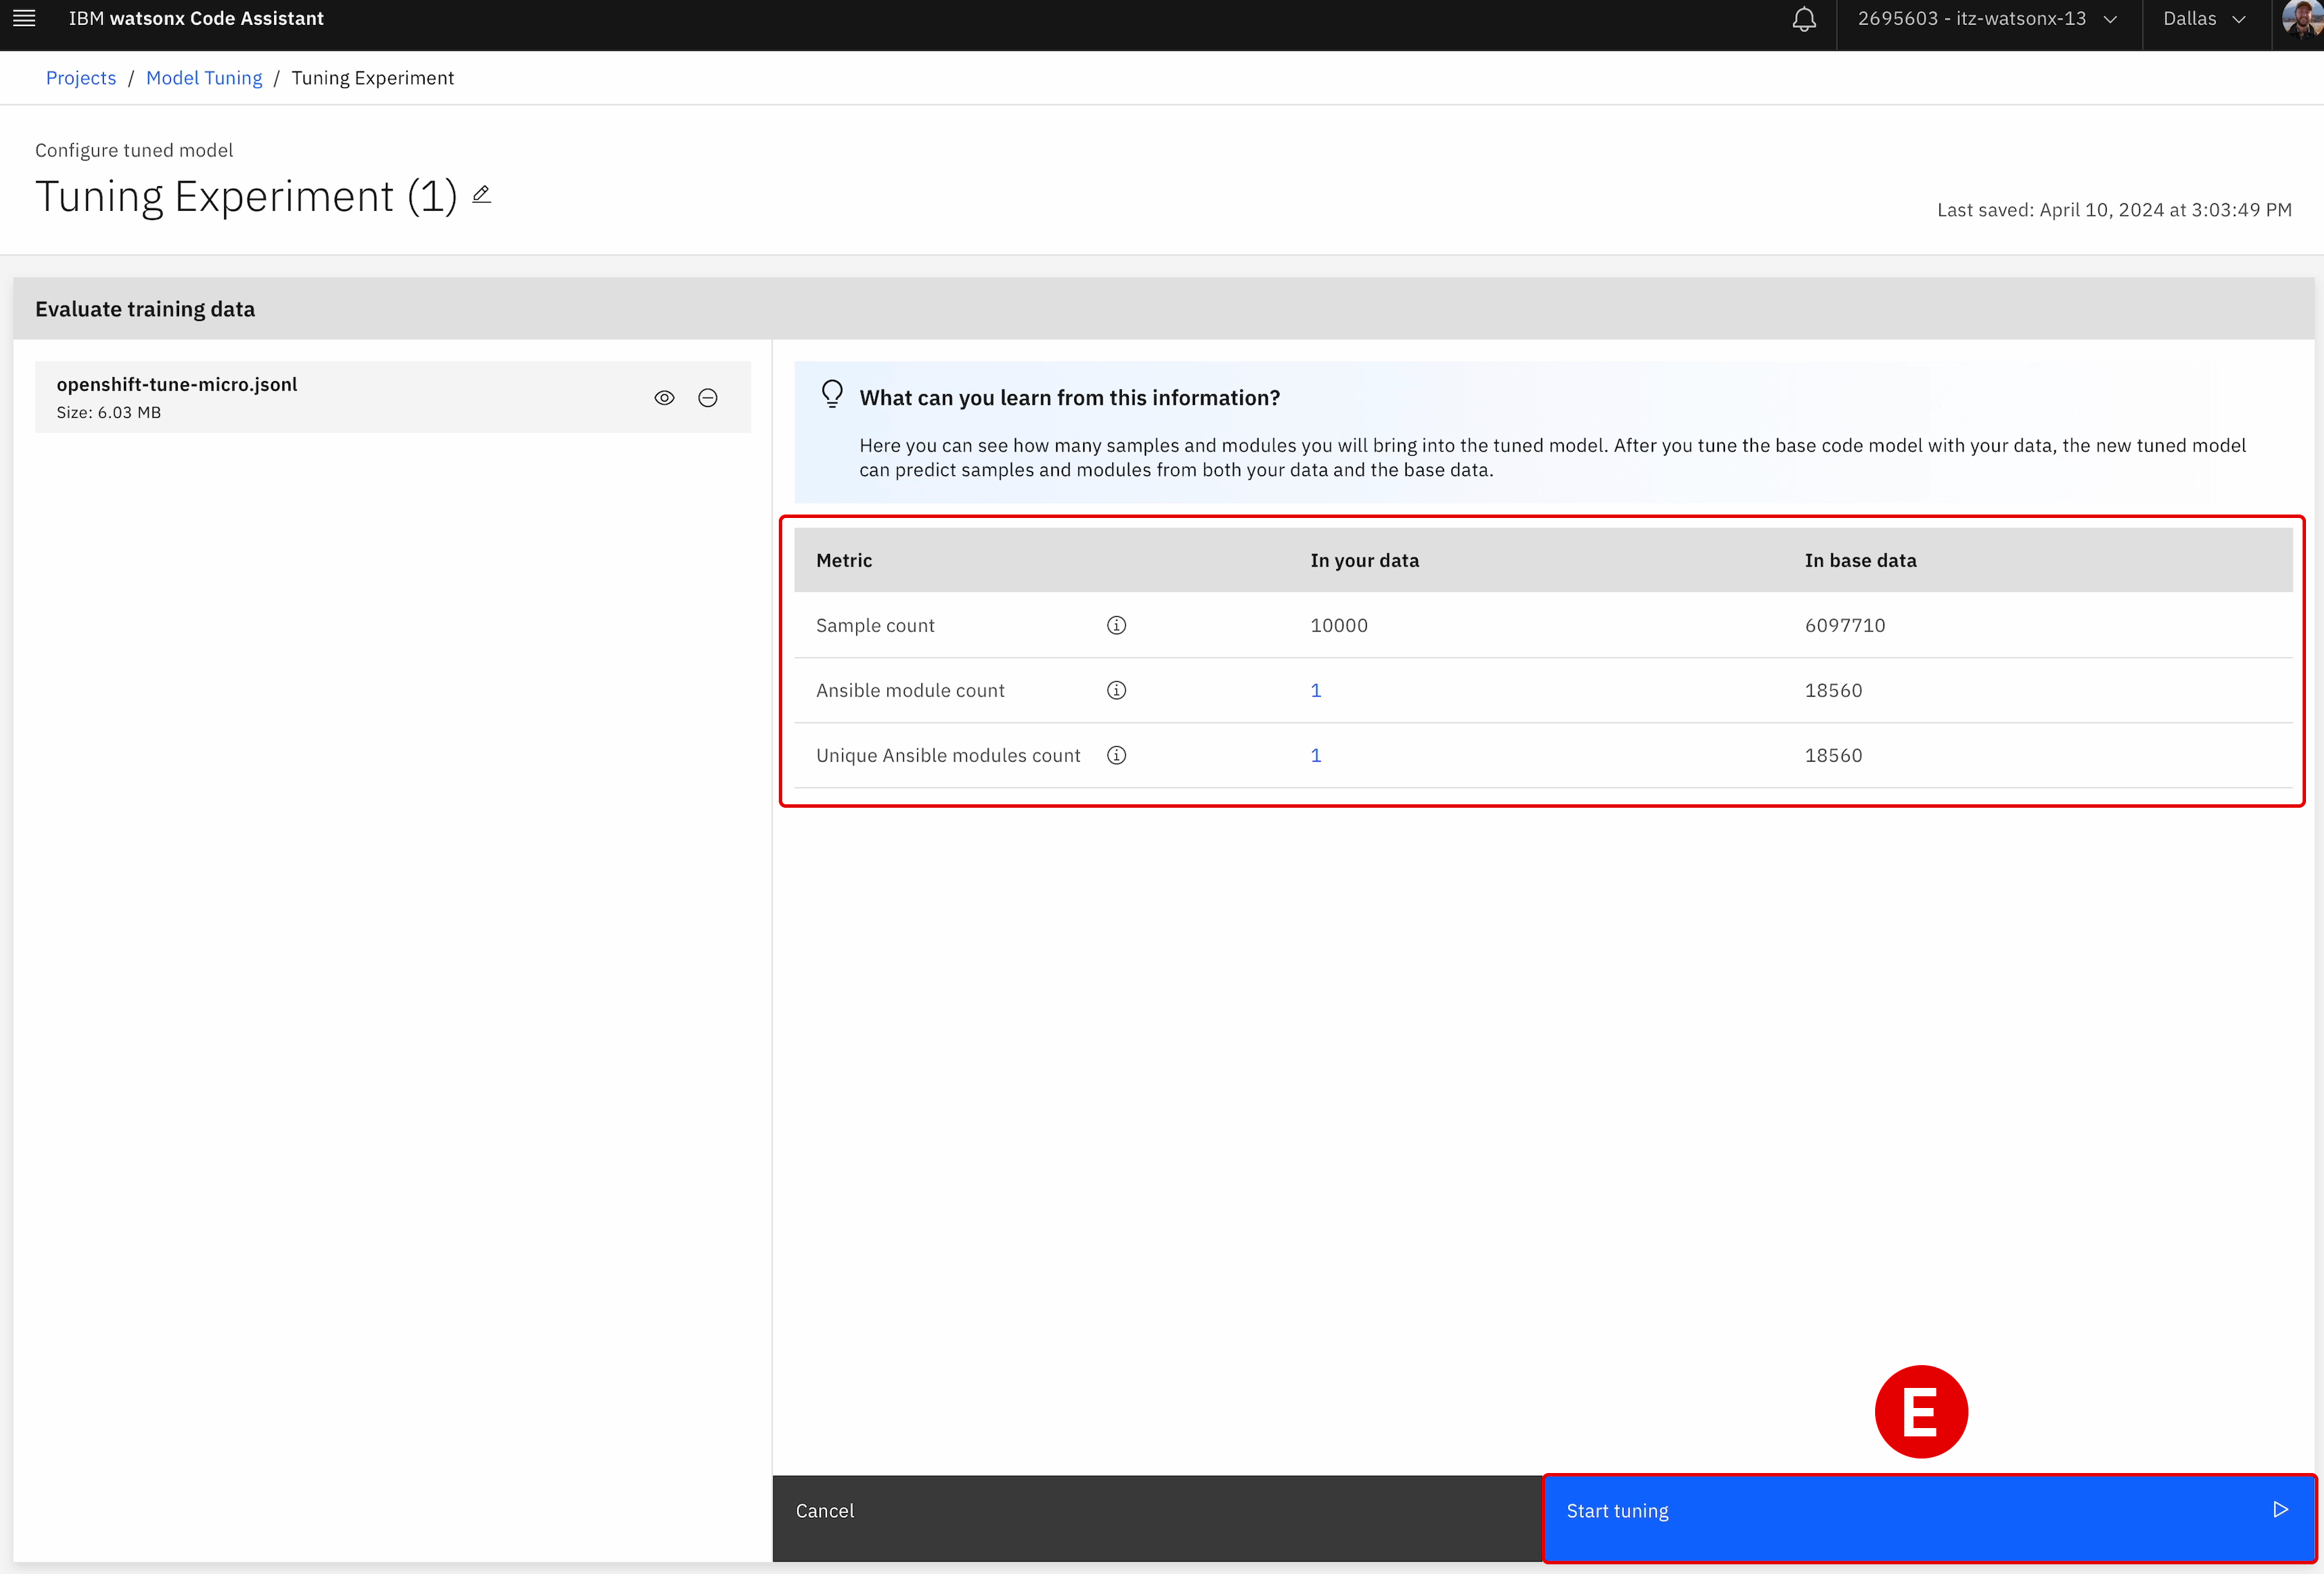 IBM watsonx Code Assistant
2695603 - itz-watsonx-13
Dallas
Projects / Model Tuning / Tuning Experiment
Configure tuned model
Tuning Experiment (1)
Last saved: April 10, 2024 at 3:03:49 PM
Evaluate training data
openshift-tune-micro.jsonl
Size: 6.03 MB
What can you learn from this information?
Here you can see how many samples and modules you will bring into the tuned model. After you tune the base code model with your data, the new tuned model
can predict samples and modules from both your data and the base data.
Metric In your data In base data
Sample count 10000 6097710
Ansible module count 1 18560
Unique Ansible modules count 1 18560
E
Cancel
Start tuning